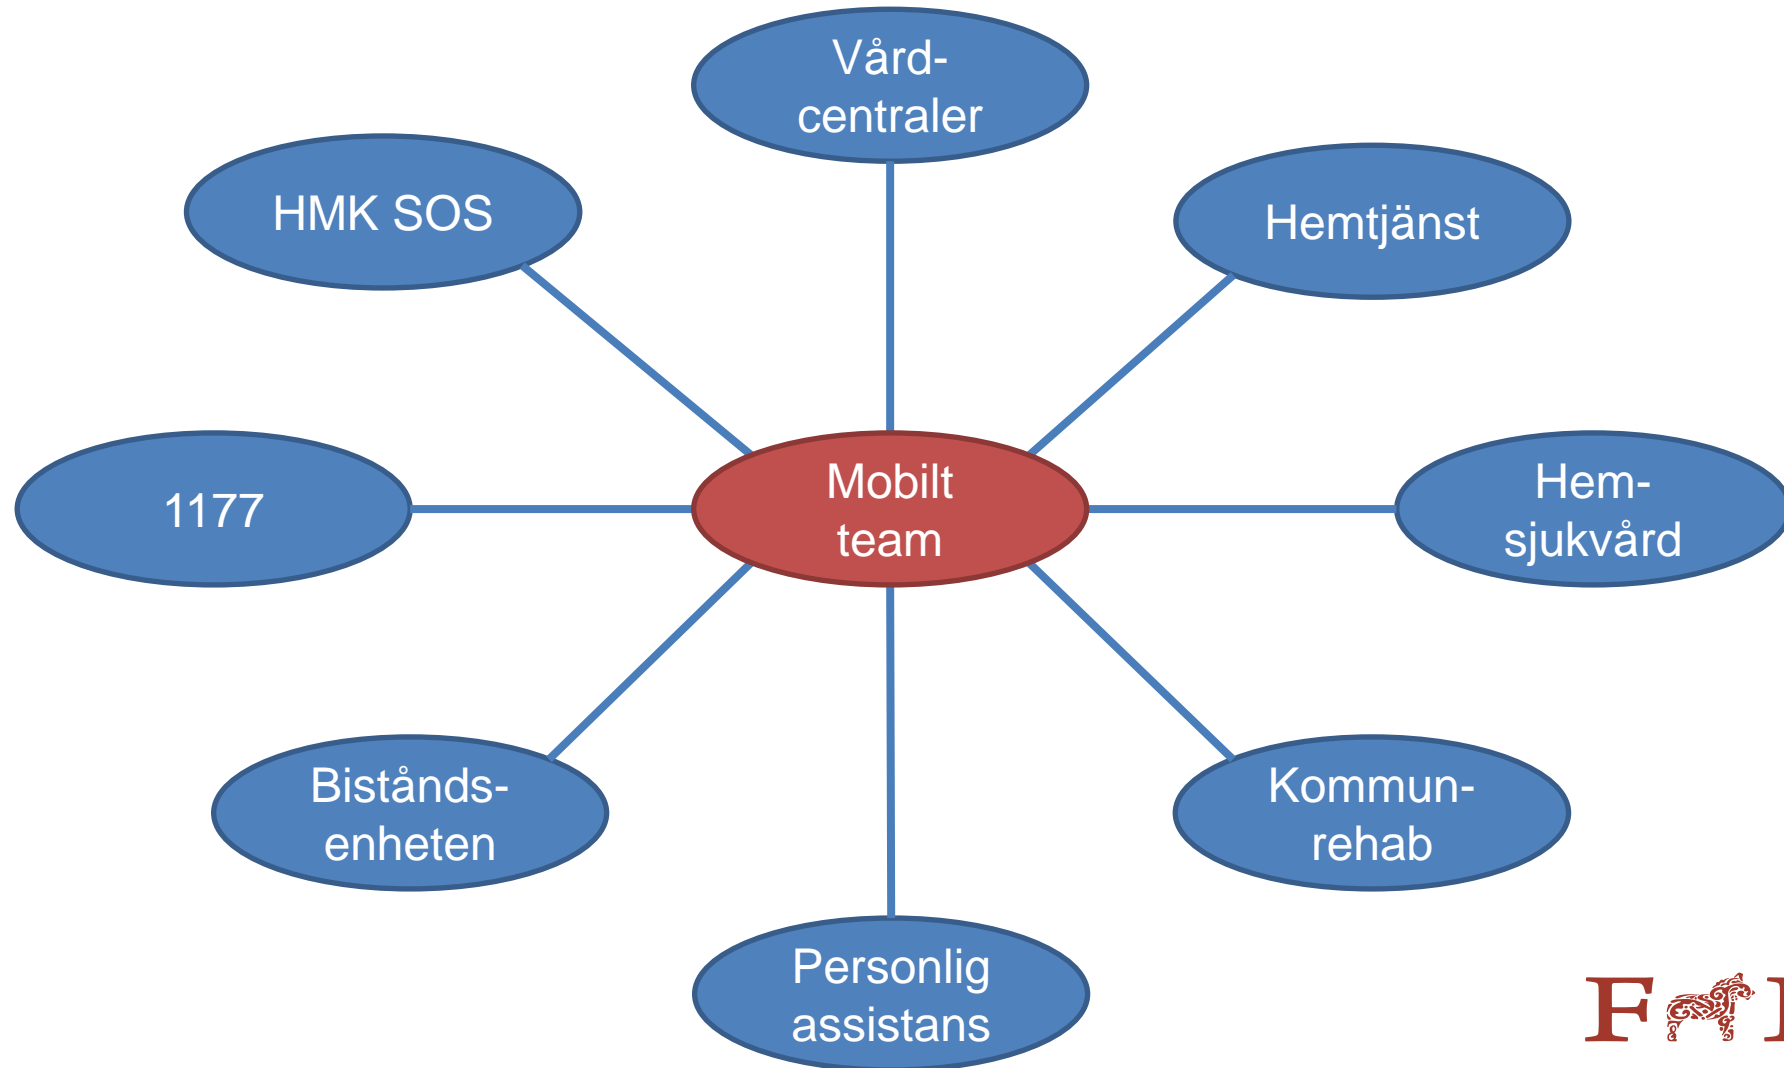 Vård-
centraler
HMK SOS
Hemtjänst
1177
Mobilt
team
Hem-
sjukvård
Bistånds-
enheten
Kommun-
rehab
Personlig
assistans
F